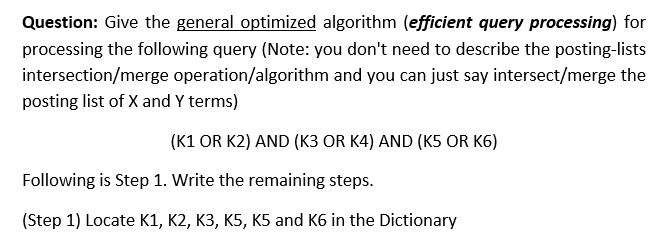 Question: Give the general optimized algorithm (efficient query processing) for
processing the following query (Note: you don't need to describe the posting-lists
intersection/merge operation/algorithm and you can just say intersect/merge the
posting list of X and Y terms)
(K1 OR K2) AND (K3 OR K4) AND (K5 OR K6)
Following is Step 1. Write the remaining steps.
(Step 1) Locate K1, K2, K3, K5, K5 and K6 in the Dictionary